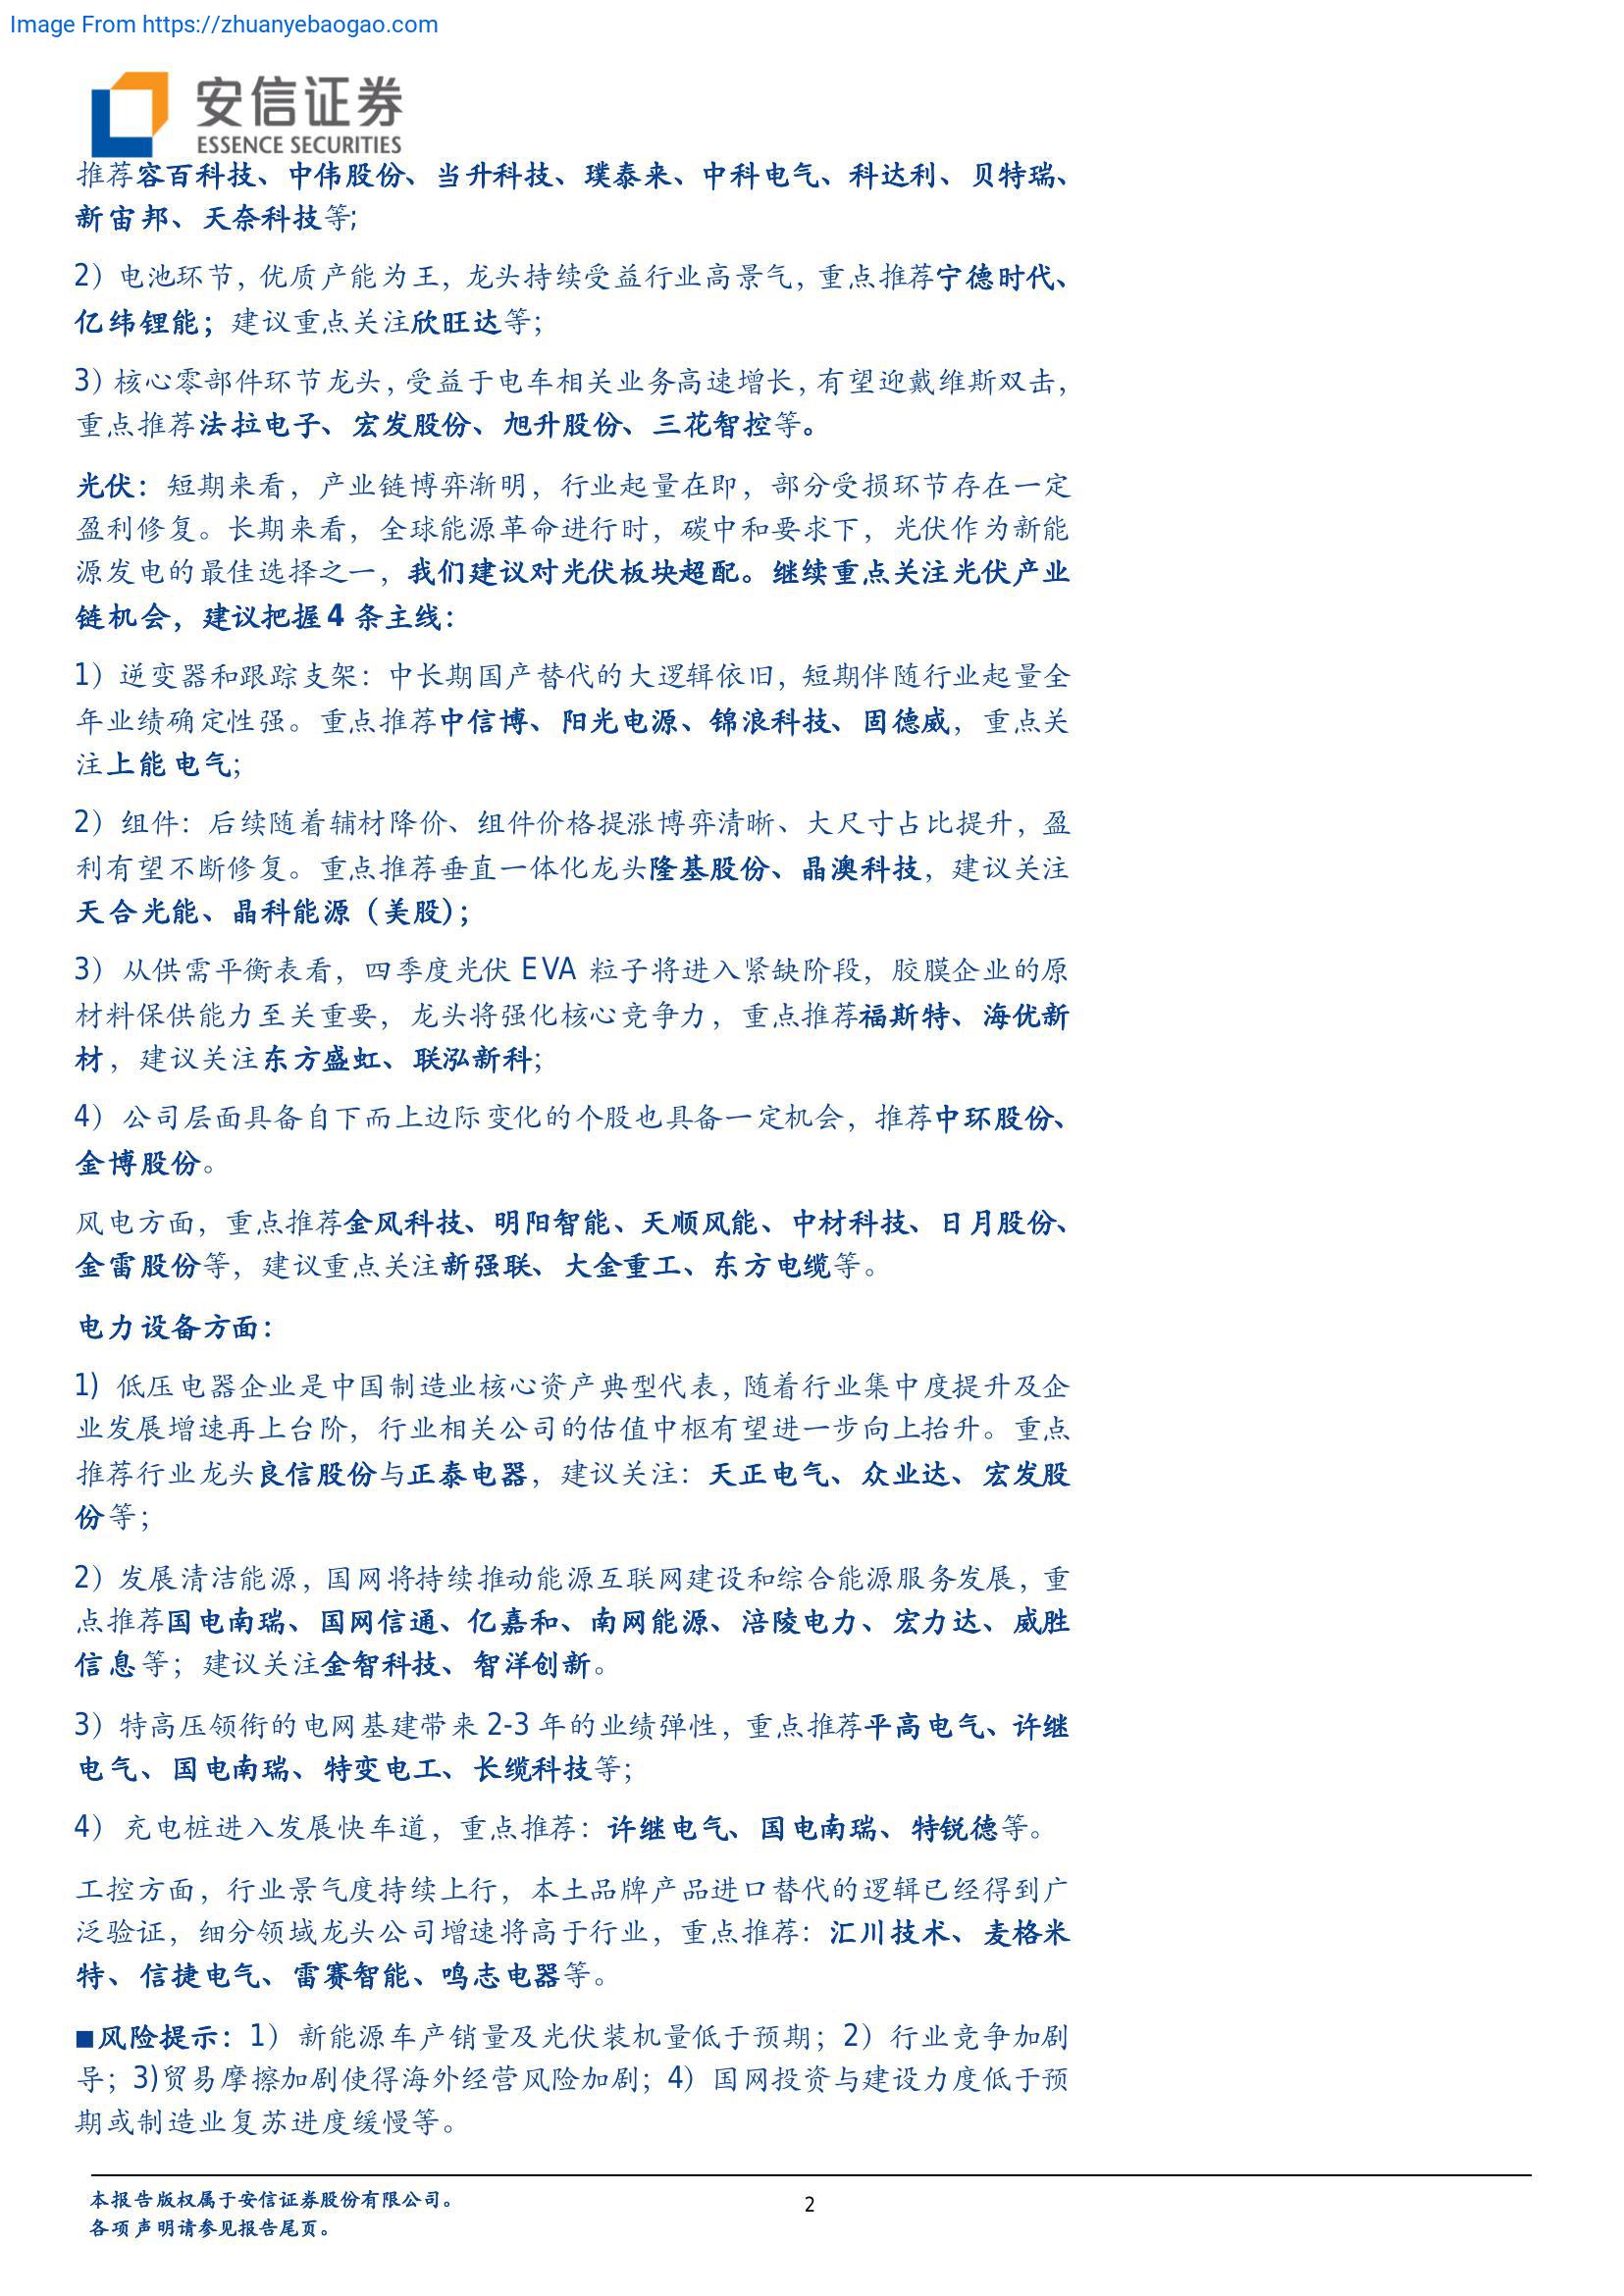 Image From https://zhuanyebaogao.com
安信证券
ESSENCE SECURITIES
推荐容百科技、中伟股份、当升科技、璞泰来、中科电气、科达利、贝特瑞、
新宙邦、天奈科技等;
2）电池环节，优质产能为王，龙头持续受益行业高景气，重点推荐宁德时代、
亿纬锂能；建议重点关注欣旺达等；
3）核心零部件环节龙头，受益于电车相关业务高速增长，有望迎戴维斯双击，
重点推荐法拉电子、宏发股份、旭升股份、三花智控等。
光伏：短期来看，产业链博弈渐明，行业起量在即，部分受损环节存在一定
盈利修复。长期来看，全球能源革命进行时，碳中和要求下，光伏作为新能
源发电的最佳选择之一，我们建议对光伏板块超配。继续重点关注光伏产业
链机会，建议把握 4 条主线：
1）逆变器和跟踪支架：中长期国产替代的大逻辑依旧，短期伴随行业起量全
年业绩确定性强。重点推荐中信博、阳光电源、锦浪科技、固德威，重点关
注上能电气；
2）组件：后续随着辅材降价、组件价格提涨博弈清晰、大尺寸占比提升，盈
利有望不断修复。重点推荐垂直一体化龙头隆基股份、晶澳科技，建议关注
天合光能、晶科能源（美股）；
3）从供需平衡表看，四季度光伏 EVA 粒子将进入紧缺阶段，胶膜企业的原
材料保供能力至关重要，龙头将强化核心竞争力，重点推荐福斯特、海优新
材，建议关注东方盛虹、联泓新科；
4）公司层面具备自下而上边际变化的个股也具备一定机会，推荐中环股份、
金博股份。
风电方面，重点推荐金风科技、明阳智能、天顺风能、中材科技、日月股份、
金雷股份等，建议重点关注新强联、大金重工、东方电缆等。
电力设备方面：
1) 低压电器企业是中国制造业核心资产典型代表，随着行业集中度提升及企
业发展增速再上台阶，行业相关公司的估值中枢有望进一步向上抬升。重点
推荐行业龙头良信股份与正泰电器，建议关注：天正电气、众业达、宏发股
份等；
2）发展清洁能源，国网将持续推动能源互联网建设和综合能源服务发展，重
点推荐国电南瑞、国网信通、亿嘉和、南网能源、涪陵电力、宏力达、威胜
信息等；建议关注金智科技、智洋创新。
3）特高压领衔的电网基建带来 2-3 年的业绩弹性，重点推荐平高电气、许继
电气、国电南瑞、特变电工、长缆科技等；
4）充电桩进入发展快车道，重点推荐：许继电气、国电南瑞、特锐德等。
工控方面，行业景气度持续上行，本土品牌产品进口替代的逻辑已经得到广
泛验证，细分领域龙头公司增速将高于行业，重点推荐：汇川技术、麦格米
特、信捷电气、雷赛智能、鸣志电器等。
■风险提示：1）新能源车产销量及光伏装机量低于预期；2）行业竞争加剧
导；3)贸易摩擦加剧使得海外经营风险加剧；4）国网投资与建设力度低于预
期或制造业复苏进度缓慢等。
本报告版权属于安信证券股份有限公司。
2
各项声明请参见报告尾页。